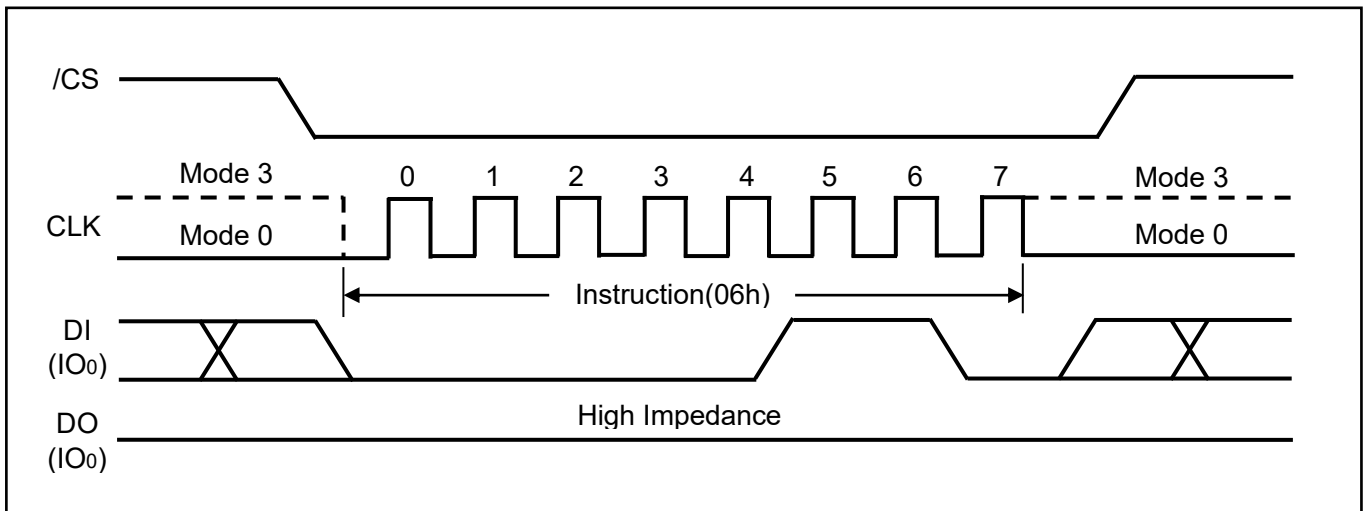 /CS
Mode 3 0 1 2 3 4 5 6 7 Mode 3
CLK Mode 0 Mode 0
Instruction(06h)
DI
(IO0)
High Impedance
DO
(IO0)